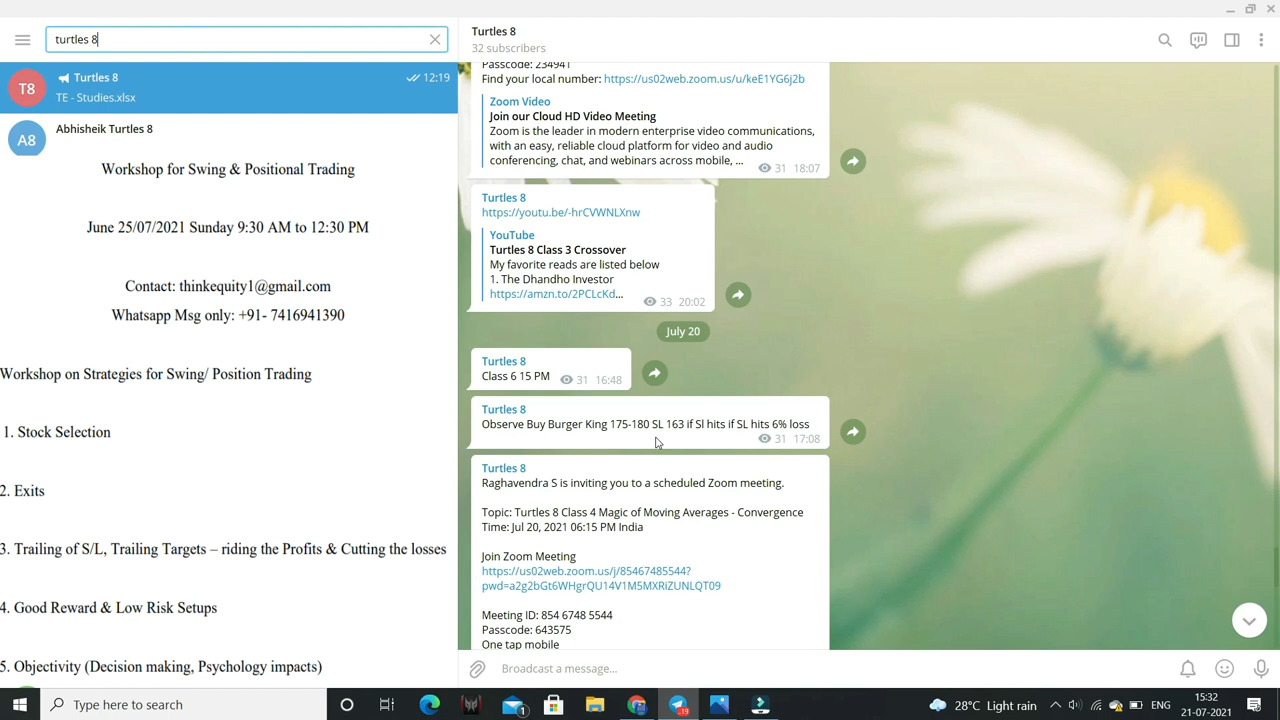 turtles 8
T8
Turtles 8
12:19
TE - Studies.xlsx
A8
Abhisheik Turtles 8
Workshop for Swing & Positional Trading
June 25/07/2021 Sunday 9:30 AM to 12:30 PM
Contact: thinkequity1@gmail.com
Whatsapp Msg only: +91- 7416941390
Workshop on Strategies for Swing/ Position Trading
1. Stock Selection
2. Exits
3. Trailing of S/L, Trailing Targets – riding the Profits & Cutting the losses
4. Good Reward & Low Risk Setups
5. Objectivity (Decision making, Psychology impacts)
Turtles 8
32 subscribers
Passcode: 234941
Find your local number: https://us02web.zoom.us/u/keE1YG6j2b
Zoom Video
Join our Cloud HD Video Meeting
Zoom is the leader in modern enterprise video communications,
with an easy, reliable cloud platform for video and audio
conferencing, chat, and webinars across mobile, ...
31 18:07
Turtles 8
https://youtu.be/-hrCVWNLXnw
YouTube
Turtles 8 Class 3 Crossover
My favorite reads are listed below
1. The Dhandho Investor
https://amzn.to/2PCLcKd...
33 20:02
July 20
Turtles 8
Class 6 15 PM
31 16:48
Turtles 8
Observe Buy Burger King 175-180 SL 163 if Sl hits if SL hits 6% loss
31 17:08
Turtles 8
Raghavendra S is inviting you to a scheduled Zoom meeting.
Topic: Turtles 8 Class 4 Magic of Moving Averages - Convergence
Time: Jul 20, 2021 06:15 PM India
Join Zoom Meeting
https://us02web.zoom.us/j/85467485544?
pwd=a2g2bGt6WHgrQU14V1M5MXRiZUNLQT09
Meeting ID: 854 6748 5544
Passcode: 643575
One tap mobile
Broadcast a message...
Type here to search
1
19
28°C Light rain
ENG
15:32
21-07-2021